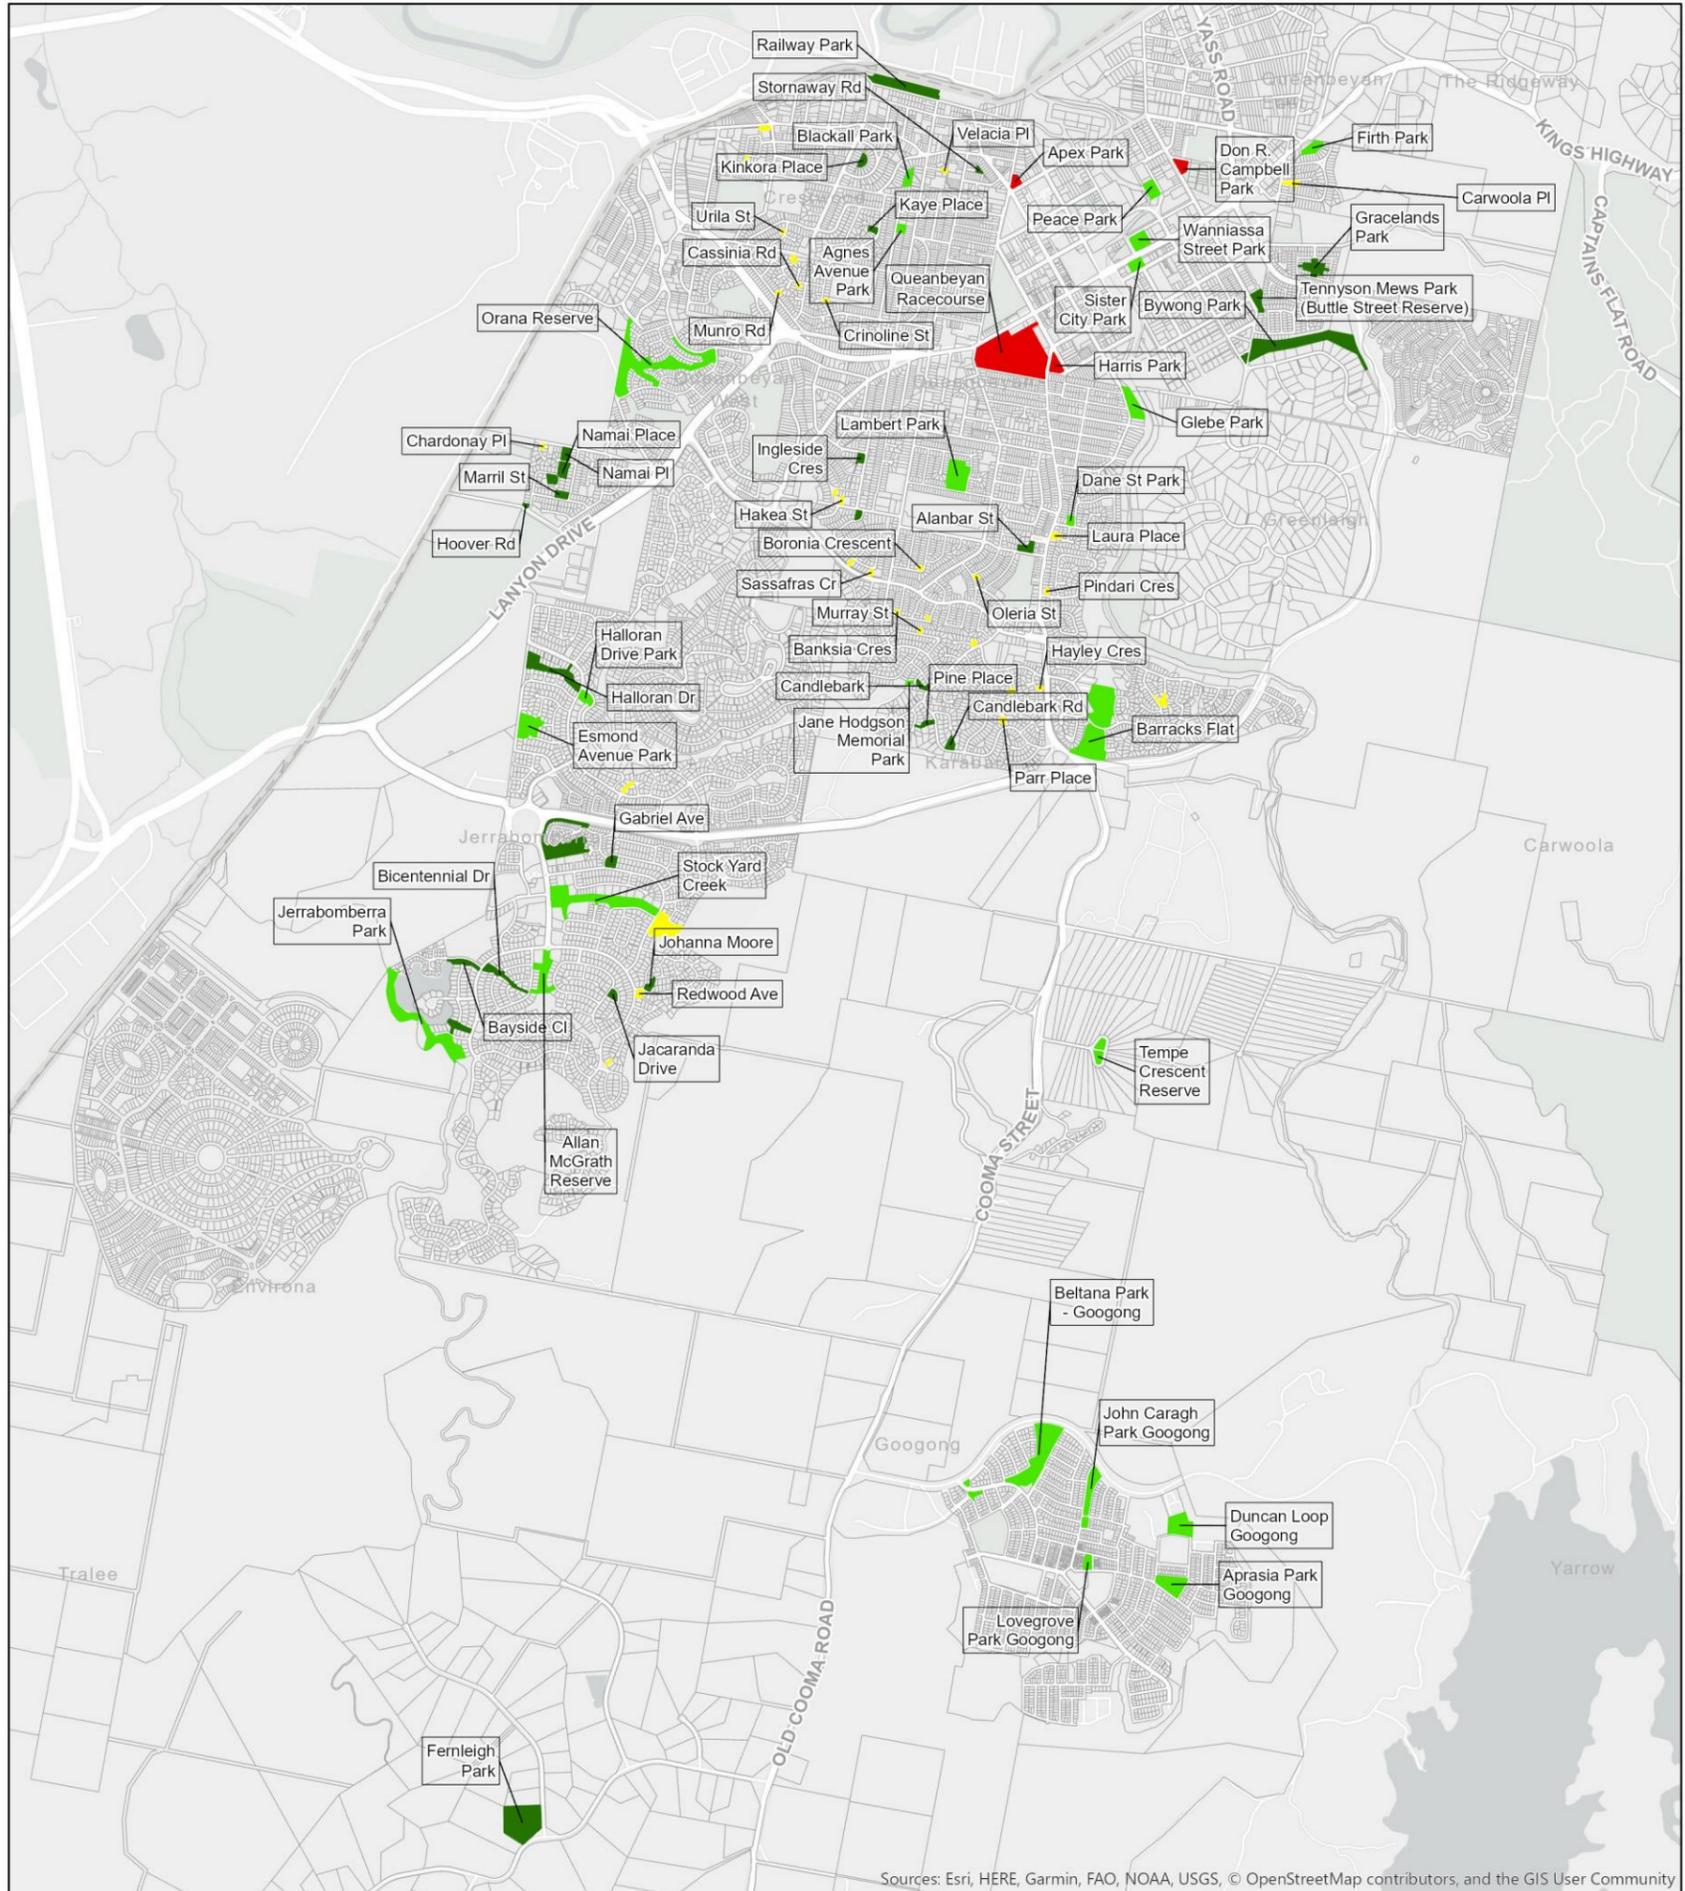 Railway Park
Stornaway Rd
Blackall Park
Velacia Pl
Kinkora Place
Apex Park
Don R.
Campbell
Park
Firth Park
YASS ROAD
Queanbeyan
East
The Ridgeway
KINGS HIGHWAY
Carwoola Pl
Crestwood
Urila St
Kaye Place
Peace Park
Wanniassa
Street Park
Gracelands
Park
CAPTAINS FLAT ROAD
Cassinia Rd
Agnes
Avenue
Park
Queanbeyan
Racecourse
Sister
City Park
Bywong Park
Tennyson Mews Park
(Buttle Street Reserve)
Orana Reserve
Munro Rd
Crinoline St
Harris Park
Queanbeyan
West
Queanbeyan
Glebe Park
Lambert Park
Chardonay Pl
Namai Place
Namai Pl
Marril St
Ingleside
Cres
Dane St Park
Hakea St
Alanbar St
Greenleigh
Hoover Rd
LANYON DRIVE
Boronia Crescent
Laura Place
Sassafras Cr
Pindari Cres
Murray St
Oleria St
Halloran
Drive Park
Banksia Cres
Hayley Cres
Halloran Dr
Candlebark
Pine Place
Candlebark Rd
Jane Hodgson
Memorial
Park
Barracks Flat
Esmond
Avenue Park
Parr Place
Gabriel Ave
Carwoola
Bicentennial Dr
Stock Yard
Creek
Jerrabomberra
Park
Johanna Moore
Redwood Ave
Bayside Cl
Jacaranda
Drive
Tempe
Crescent
Reserve
COOMA STREET
Allan
McGrath
Reserve
Environa
Beltana Park
- Googong
John Caragh
Park Googong
Googong
Duncan Loop
Googong
Tralee
Yarrow
Aprasia Park
Googong
Lovegrove
Park Googong
OLD COOMA ROAD
Fernleigh
Park
Sources: Esri, HERE, Garmin, FAO, NOAA, USGS, © OpenStreetMap contributors, and the GIS User Community